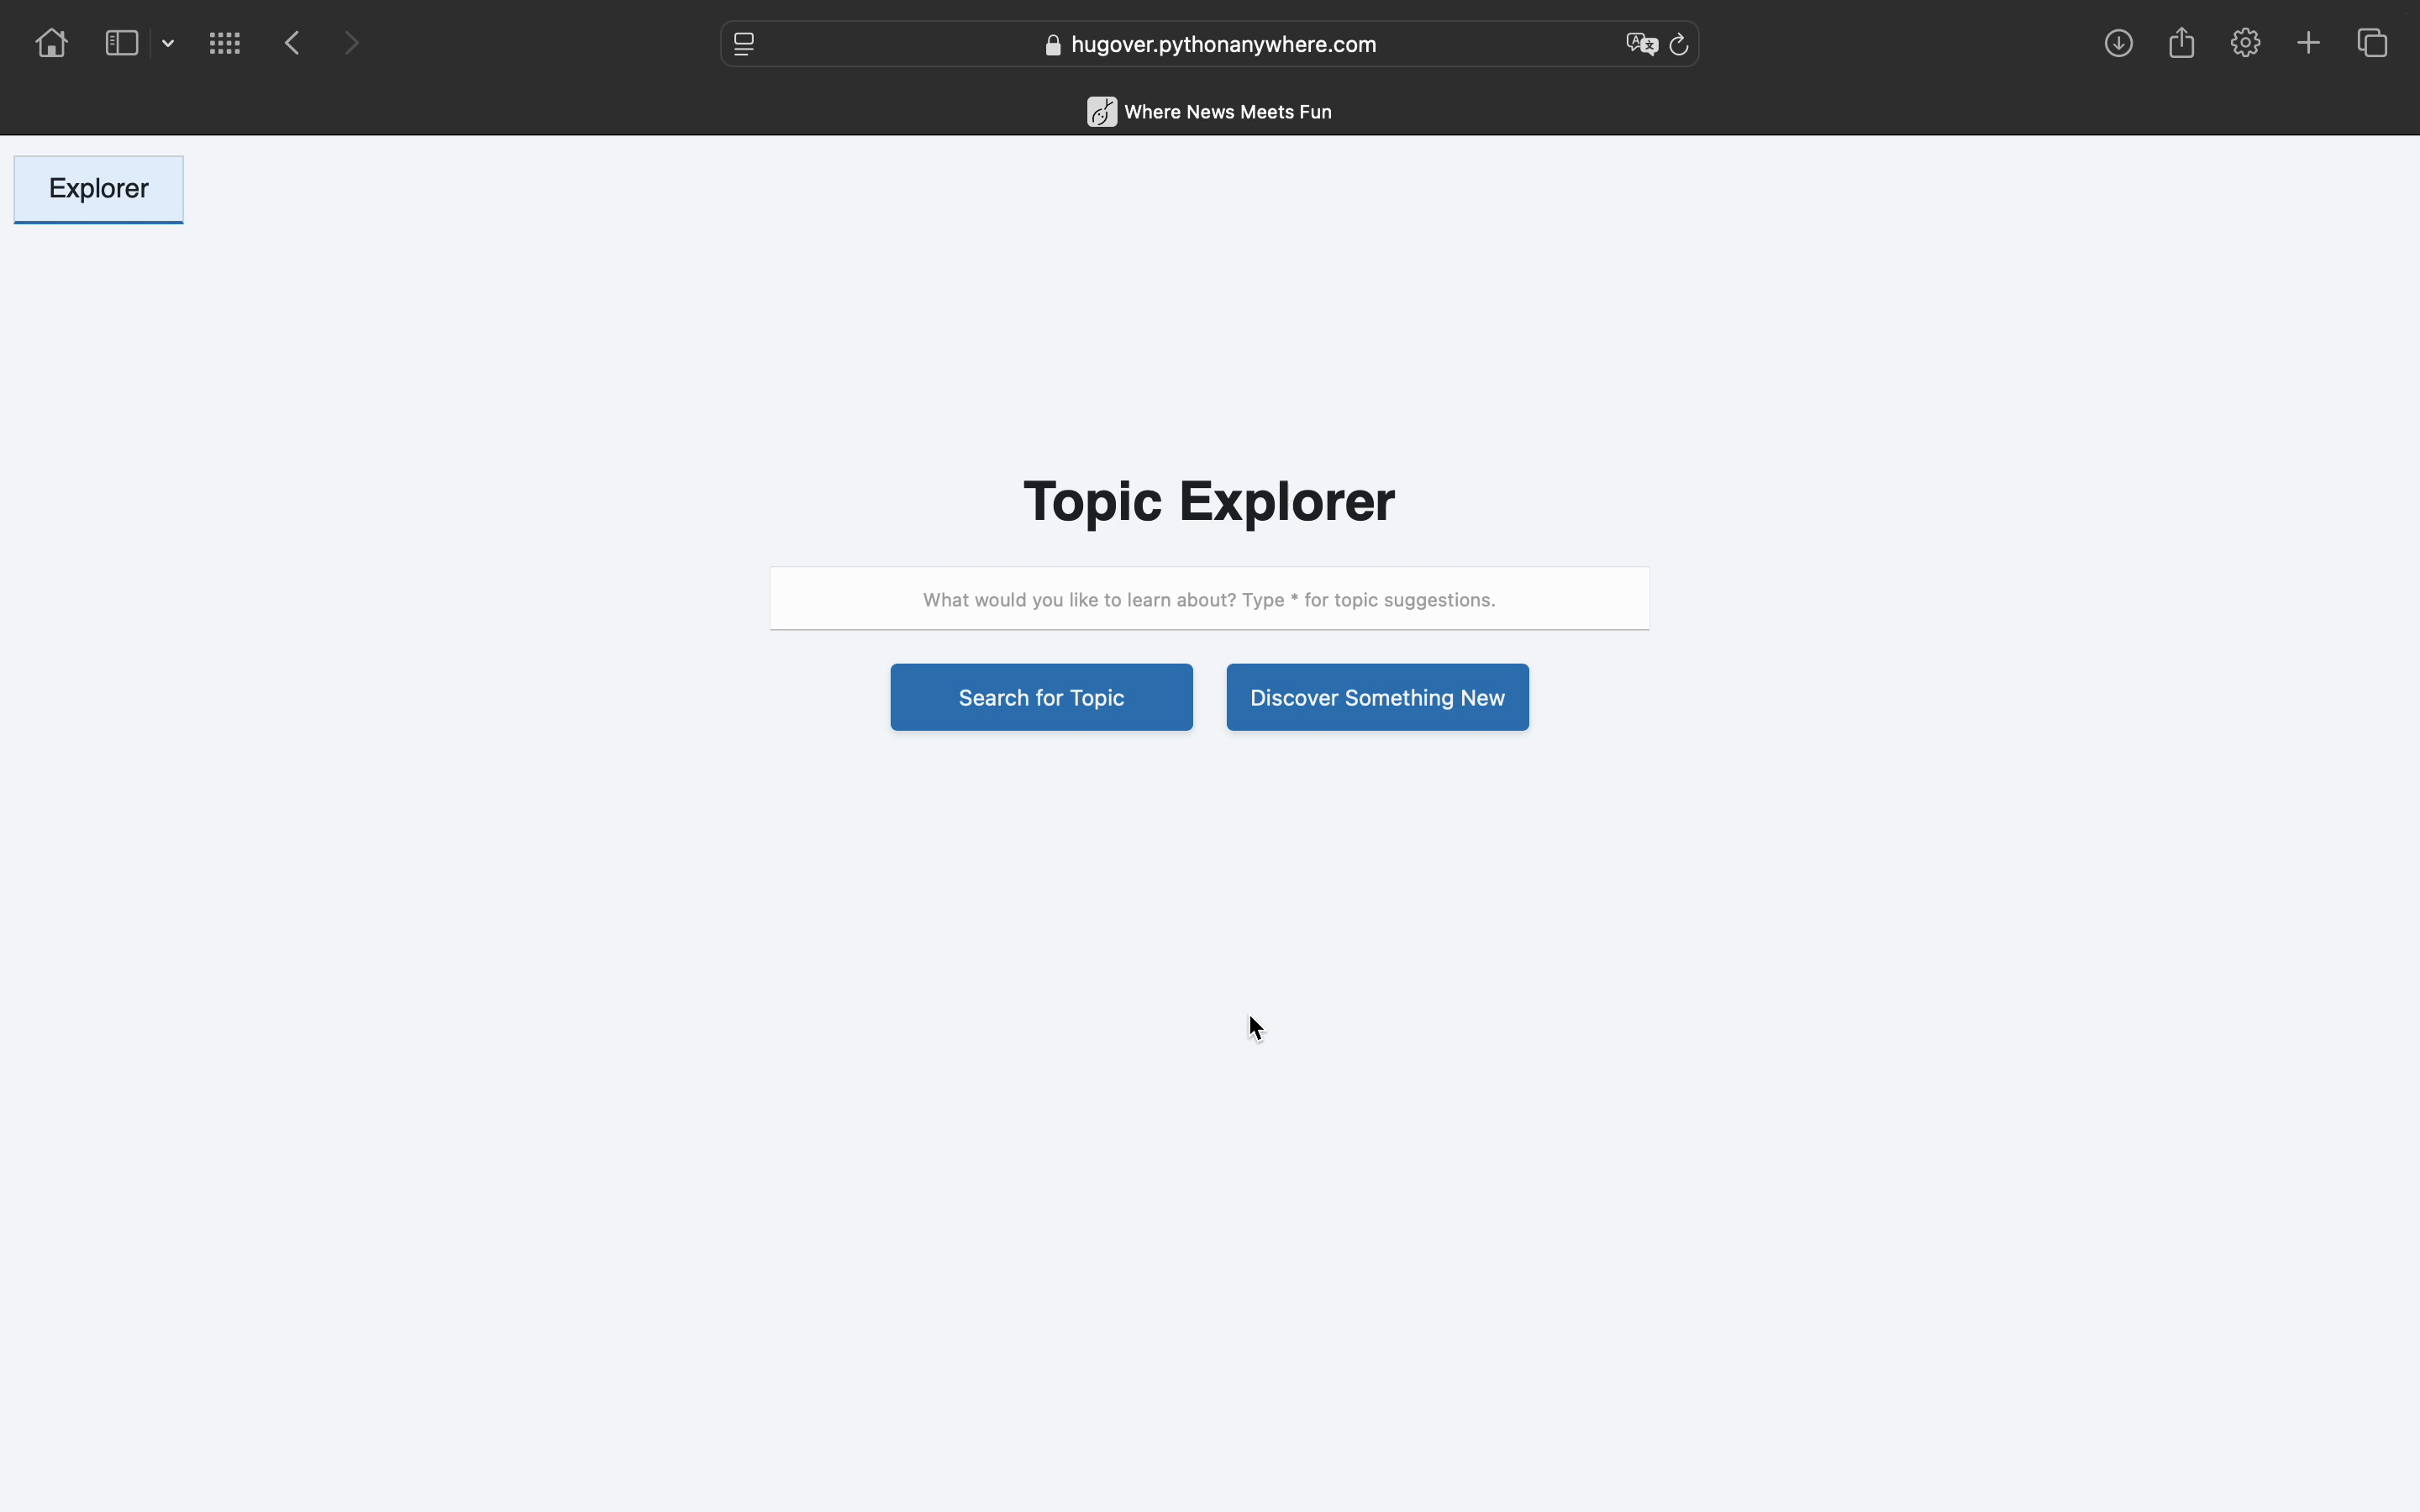 hugover.pythonanywhere.com
Where News Meets Fun
Explorer
Topic Explorer
What would you like to learn about? Type * for topic suggestions.
Search for Topic
Discover Something New